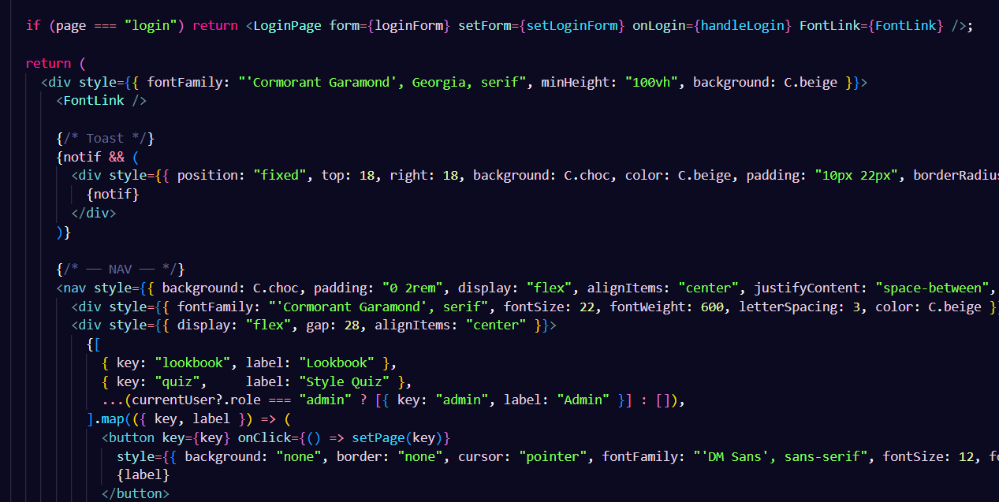 if (page === "login") return <LoginPage form={loginForm} setForm={setLoginForm} onLogin={handleLogin} FontLink={FontLink} />;
return (
<div style={{ fontFamily: "'Cormorant Garamond', Georgia, serif", minHeight: "100vh", background: C.beige }}>
<FontLink />
{/* Toast */}
{notif && (
<div style={{ position: "fixed", top: 18, right: 18, background: C.choc, color: C.beige, padding: "10px 22px", borderRadius
{notif}
</div>
)}
{/* —— NAV —— */}
<nav style={{ background: C.choc, padding: "0 2rem", display: "flex", alignItems: "center", justifyContent: "space-between",
<div style={{ fontFamily: "'Cormorant Garamond', serif", fontSize: 22, fontWeight: 600, letterSpacing: 3, color: C.beige }
<div style={{ display: "flex", gap: 28, alignItems: "center" }}>
{[
{ key: "lookbook", label: "Lookbook" },
{ key: "quiz",     label: "Style Quiz" },
...(currentUser?.role === "admin" ? [{ key: "admin", label: "Admin" }] : []),
].map(({ key, label }) => (
<button key={key} onClick={() => setPage(key)}
style={{ background: "none", border: "none", cursor: "pointer", fontFamily: "'DM Sans', sans-serif", fontSize: 12, fo
{label}
</button>